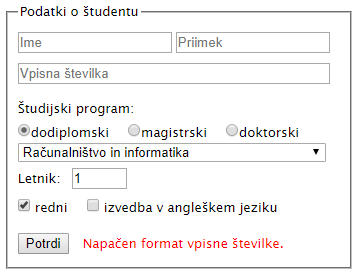 Podatki o študentu
Ime Priimek
Vpisna številka
Študijski program:
dodiplomski magistrski doktorski
Računalništvo in informatika
Letnik: 1
redni izvedba v angleškem jeziku
Potrdi Napačen format vpisne številke.